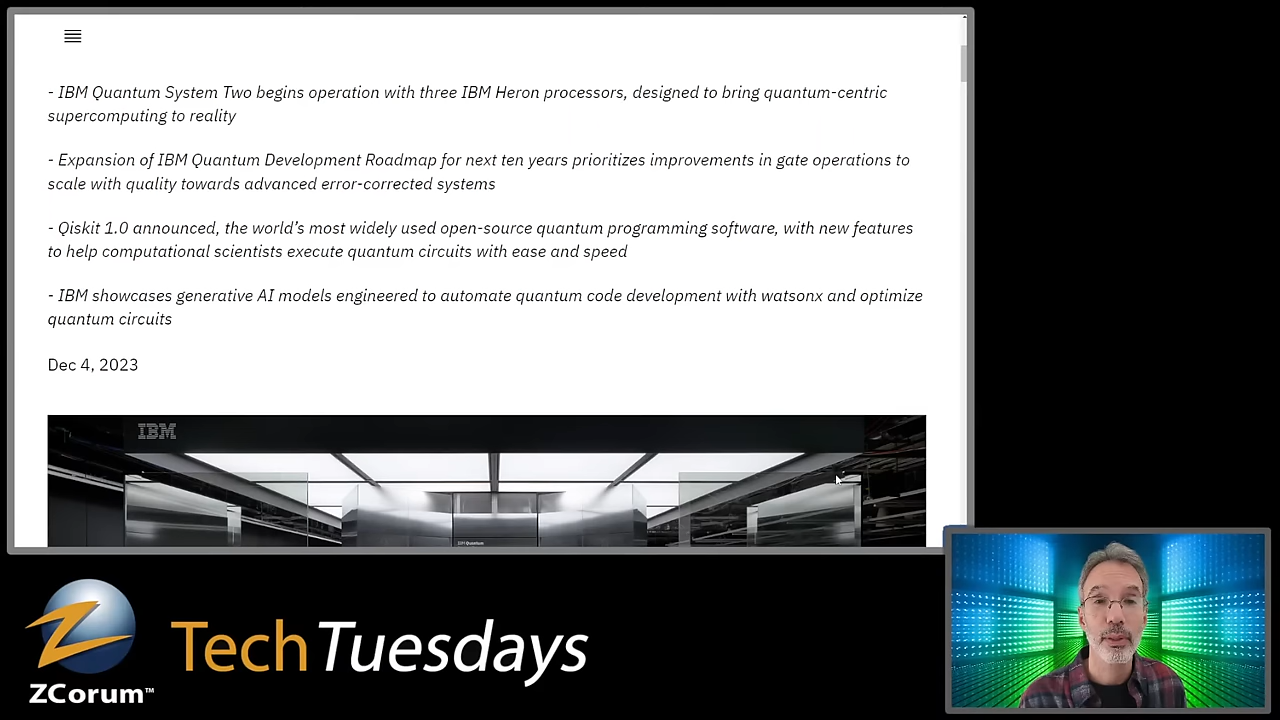 - IBM Quantum System Two begins operation with three IBM Heron processors, designed to bring quantum-centric
supercomputing to reality
- Expansion of IBM Quantum Development Roadmap for next ten years prioritizes improvements in gate operations to
scale with quality towards advanced error-corrected systems
- Qiskit 1.0 announced, the world’s most widely used open-source quantum programming software, with new features
to help computational scientists execute quantum circuits with ease and speed
- IBM showcases generative AI models engineered to automate quantum code development with watsonx and optimize
quantum circuits
Dec 4, 2023
IBM
IBM Quantum
Z
ZCorum™
TechTuesdays